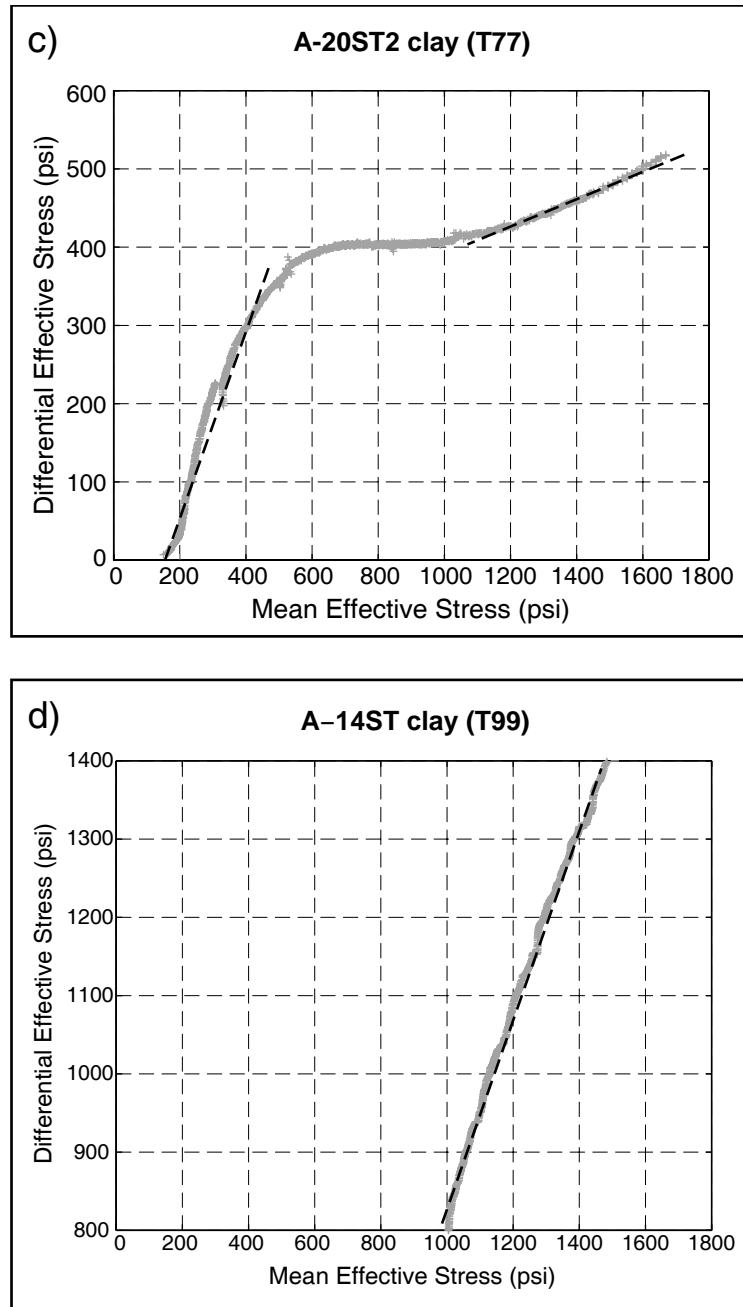 c)
A-20ST2 clay (T77)
600
500
400
300
200
100
0
0 200 400 600 800 1000 1200 1400 1600 1800
Differential Effective Stress (psi)
Mean Effective Stress (psi)
d)
A−14ST clay (T99)
1400
1300
1200
1100
1000
900
800
0 200 400 600 800 1000 1200 1400 1600 1800
Differential Effective Stress (psi)
Mean Effective Stress (psi)